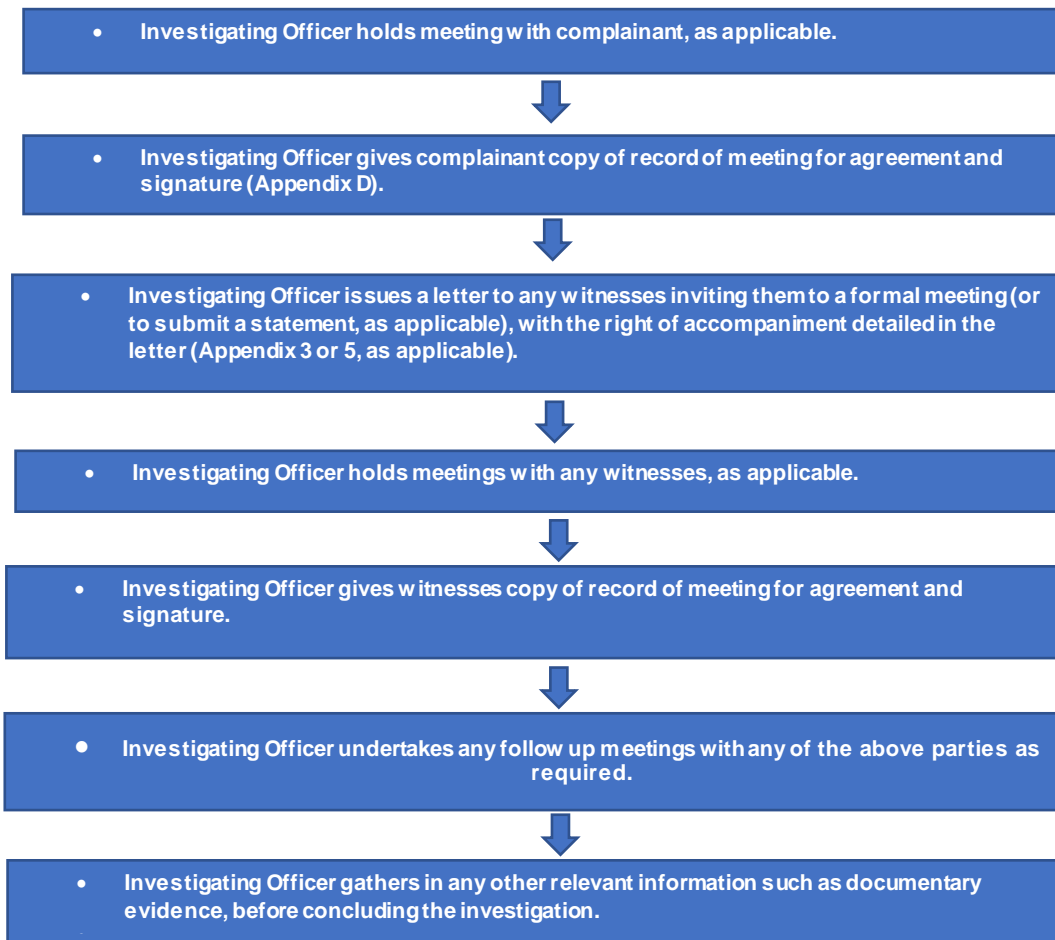 • Investigating Officer holds meeting with complainant, as applicable.
• Investigating Officer gives complainant copy of record of meeting for agreement and
signature (Appendix D).
• Investigating Officer issues a letter to any witnesses inviting them to a formal meeting (or
to submit a statement, as applicable), with the right of accompaniment detailed in the
letter (Appendix 3 or 5, as applicable).
• Investigating Officer holds meetings with any witnesses, as applicable.
• Investigating Officer gives witnesses copy of record of meeting for agreement and
signature.
• Investigating Officer undertakes any follow up meetings with any of the above parties as
required.
• Investigating Officer gathers in any other relevant information such as documentary
evidence, before concluding the investigation.